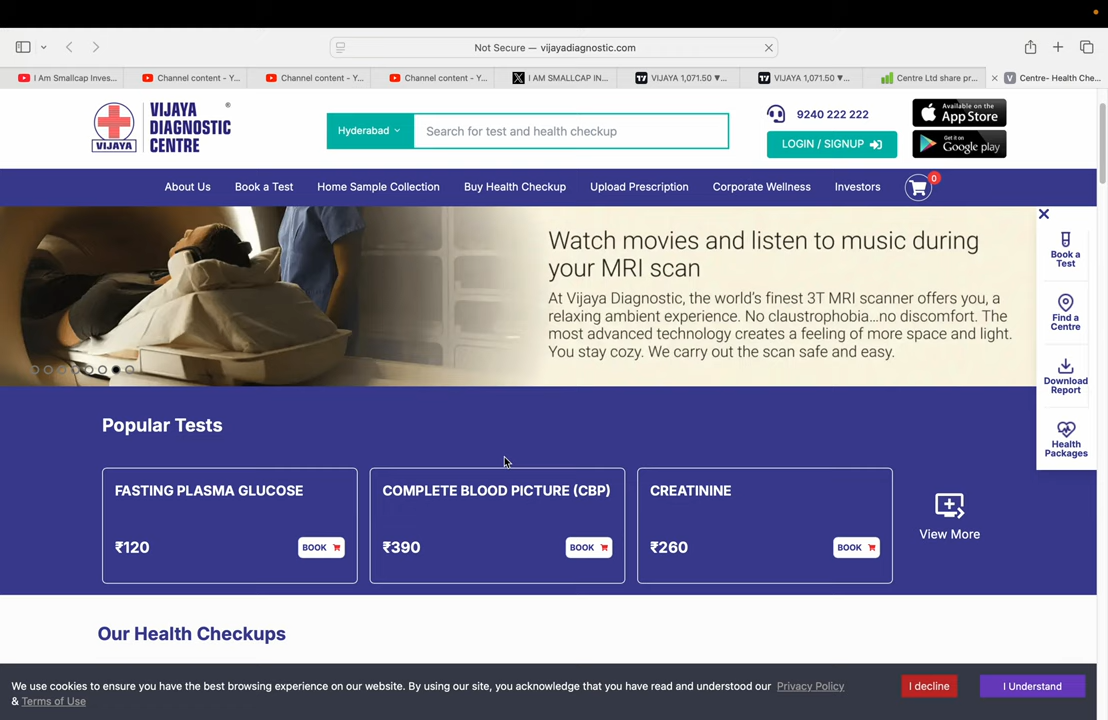 Not Secure — vijayadiagnostic.com
I Am Smallcap Inves...
Channel content - Y...
Channel content - Y...
Channel content - Y...
I AM SMALLCAP IN...
VIJAYA 1,071.50 ▼...
VIJAYA 1,071.50 ▼...
Centre Ltd share pr...
Centre- Health Che...
VIJAYA
DIAGNOSTIC
CENTRE
®
VIJAYA
Hyderabad
Search for test and health checkup
9240 222 222
LOGIN / SIGNUP
Available on the
App Store
Get it on
Google play
About Us
Book a Test
Home Sample Collection
Buy Health Checkup
Upload Prescription
Corporate Wellness
Investors
0
Watch movies and listen to music during
your MRI scan
At Vijaya Diagnostic, the world's finest 3T MRI scanner offers you, a
relaxing ambient experience. No claustrophobia...no discomfort. The
most advanced technology creates a feeling of more space and light.
You stay cozy. We carry out the scan safe and easy.
Book a
Test
Find a
Centre
Download
Report
Health
Packages
Popular Tests
FASTING PLASMA GLUCOSE
₹120
BOOK
COMPLETE BLOOD PICTURE (CBP)
₹390
BOOK
CREATININE
₹260
BOOK
View More
Our Health Checkups
We use cookies to ensure you have the best browsing experience on our website. By using our site, you acknowledge that you have read and understood our Privacy Policy
& Terms of Use
I decline
I Understand